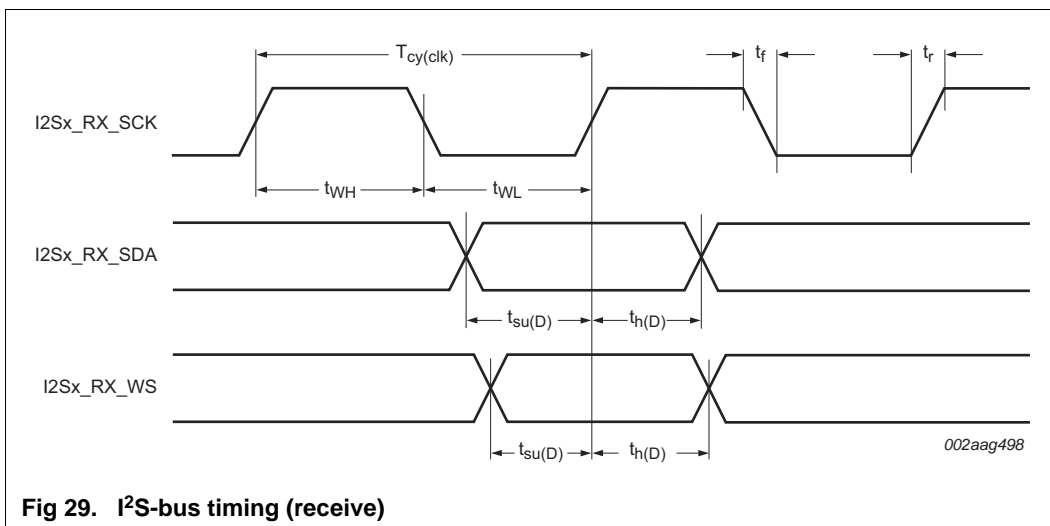 T_cy(clk)
t_f
t_r
I2Sx_RX_SCK
t_WH
t_WL
I2Sx_RX_SDA
t_su(D)
t_h(D)
I2Sx_RX_WS
t_su(D)
t_h(D)
002aag498
Fig 29. I²S-bus timing (receive)